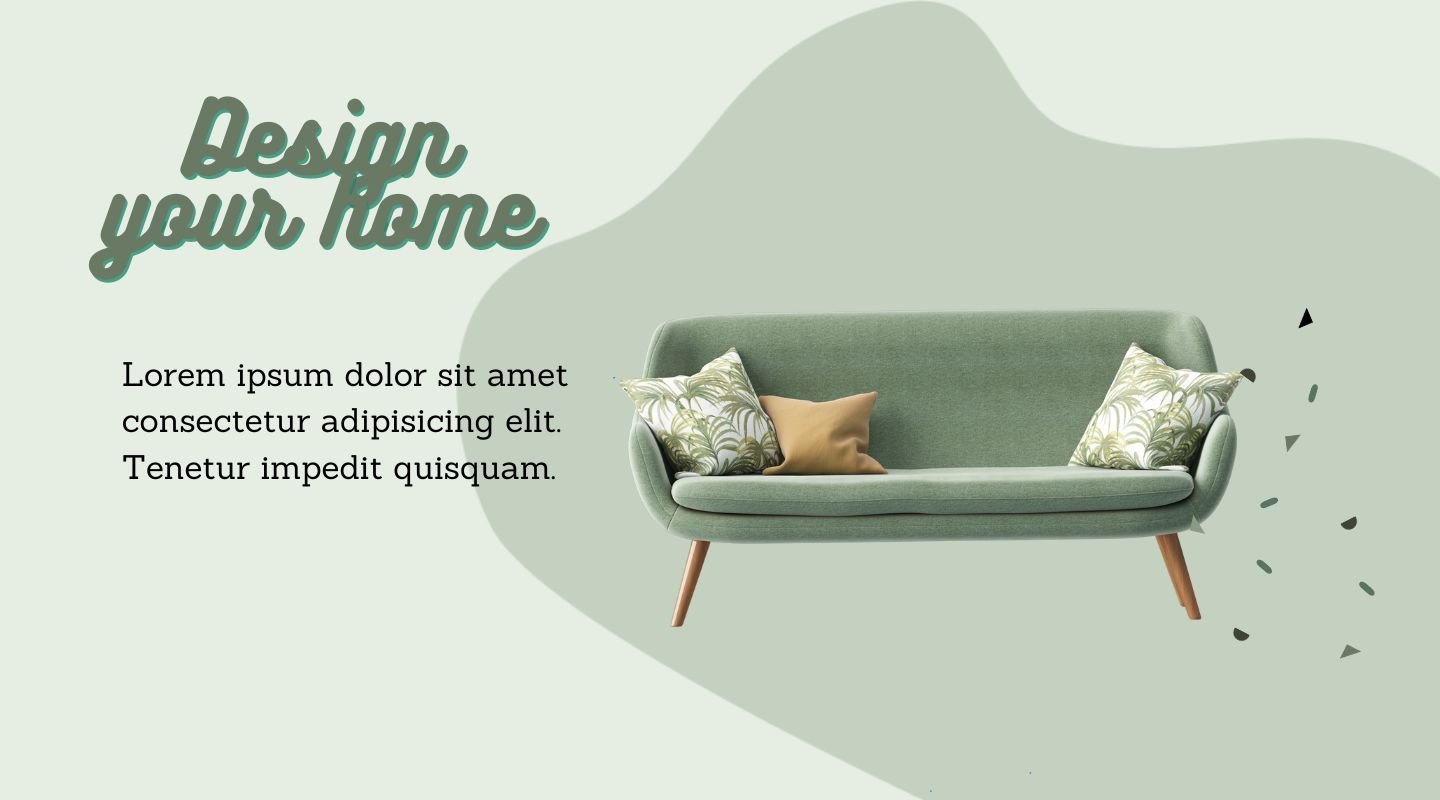 Design
your home
Lorem ipsum dolor sit amet
consectetur adipisicing elit.
Tenetur impedit quisquam.